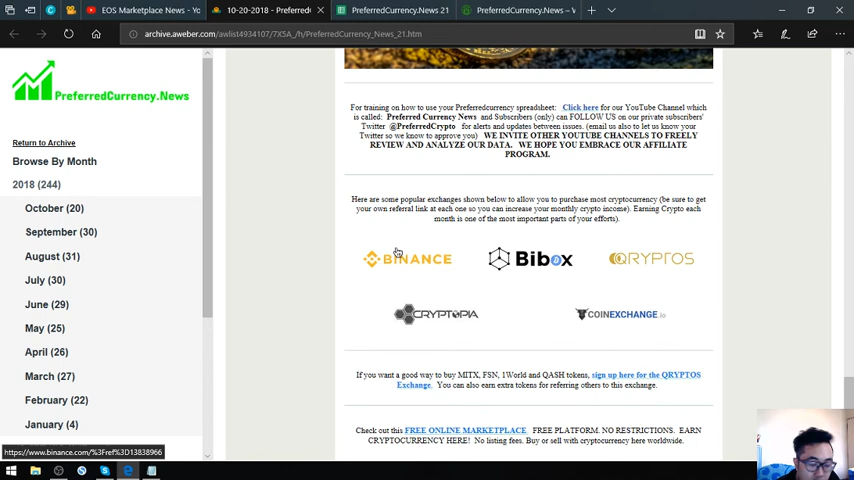 EOS Marketplace News - Yo
10-20-2018 - Preferred
PreferredCurrency.News 21
PreferredCurrency.News – V
archive.aweber.com/awlist4934107/7X5A_/h/PreferredCurrency_News_21.htm
PreferredCurrency.News
Return to Archive
Browse By Month
2018 (244)
October (20)
September (30)
August (31)
July (30)
June (29)
May (25)
April (26)
March (27)
February (22)
January (4)
https://www.binance.com/%3Fref%3D13838966
For training on how to use your Preferredcurrency spreadsheet: Click here for our YouTube Channel which
is called: Preferred Currency News and Subscribers (only) can FOLLOW US on our private subscribers'
Twitter @PreferredCrypto for alerts and updates between issues. (email us also to let us know your
Twitter so we know to approve you) WE INVITE OTHER YOUTUBE CHANNELS TO FREELY
REVIEW AND ANALYZE OUR DATA. WE HOPE YOU EMBRACE OUR AFFILIATE
PROGRAM.
Here are some popular exchanges shown below to allow you to purchase most cryptocurrency (be sure to get
your own referral link at each one so you can increase your monthly crypto income). Earning Crypto each
month is one of the most important parts of your efforts).
BINANCE Bibox QRYPTOS
CRYPTOPIA COINEXCHANGE.io
If you want a good way to buy MITX, FSN, 1World and QASH tokens, sign up here for the QRYPTOS
Exchange. You can also earn extra tokens for referring others to this exchange.
Check out this FREE ONLINE MARKETPLACE. FREE PLATFORM. NO RESTRICTIONS. EARN
CRYPTOCURRENCY HERE! No listing fees. Buy or sell with cryptocurrency here worldwide.